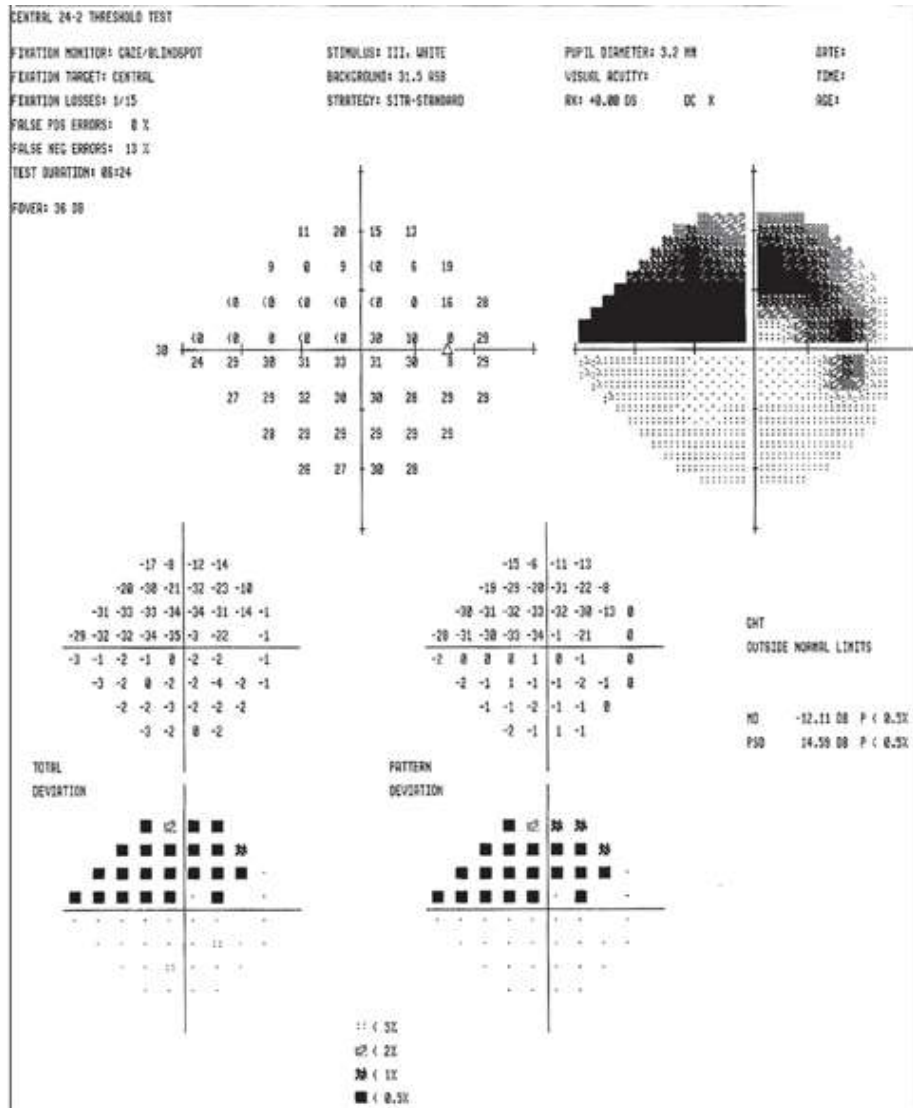 CENTRAL 24-2 THRESHOLD TEST
FIXATION MONITOR: GAZE/BLINDSPOT STIMULUS: III, WHITE PUPIL DIAMETER: 3.2 MM DATE:
FIXATION TARGET: CENTRAL BACKGROUND: 31.5 ASB VISUAL ACUITY: TIME:
FIXATION LOSSES: 1/15 STRATEGY: SITA-STANDARD RX: +0.00 DS DC X AGE:
FALSE POS ERRORS: 0 %
FALSE NEG ERRORS: 13 %
TEST DURATION: 06:24
FOVEA: 36 DB
11 20 15 13
9 0 9 <0 6 19
<0 <0 <0 <0 <0 0 16 28
<0 <0 0 <0 <0 30 10 0 29
30
24 29 30 31 33 31 30 8 29
27 29 32 30 30 28 29 28
28 29 29 29 29 29
26 27 30 28
-17 -8 -12 -14
-20 -30 -21 -32 -23 -10
-31 -33 -33 -34 -34 -31 -14 -1
-29 -32 -32 -34 -35 -3 -22 -1
-3 -1 -2 -1 0 -2 -2 -1
-3 -2 0 -2 -2 -4 -2 -1
-2 -2 -3 -2 -2 -2
-3 -2 0 -2
-15 -6 -11 -13
-19 -29 -20 -31 -22 -8
-30 -31 -32 -33 -32 -30 -13 0
-28 -31 -30 -33 -34 -1 -21 0
-2 0 0 0 1 0 -1 0
-2 -1 1 -1 -1 -2 -1 0
-1 -1 -2 -1 -1 0
-2 -1 1 -1
GHT
OUTSIDE NORMAL LIMITS
MD -12.11 DB P < 0.5%
PSD 14.59 DB P < 0.5%
TOTAL
DEVIATION
PATTERN
DEVIATION
< 5%
< 2%
< 1%
< 0.5%